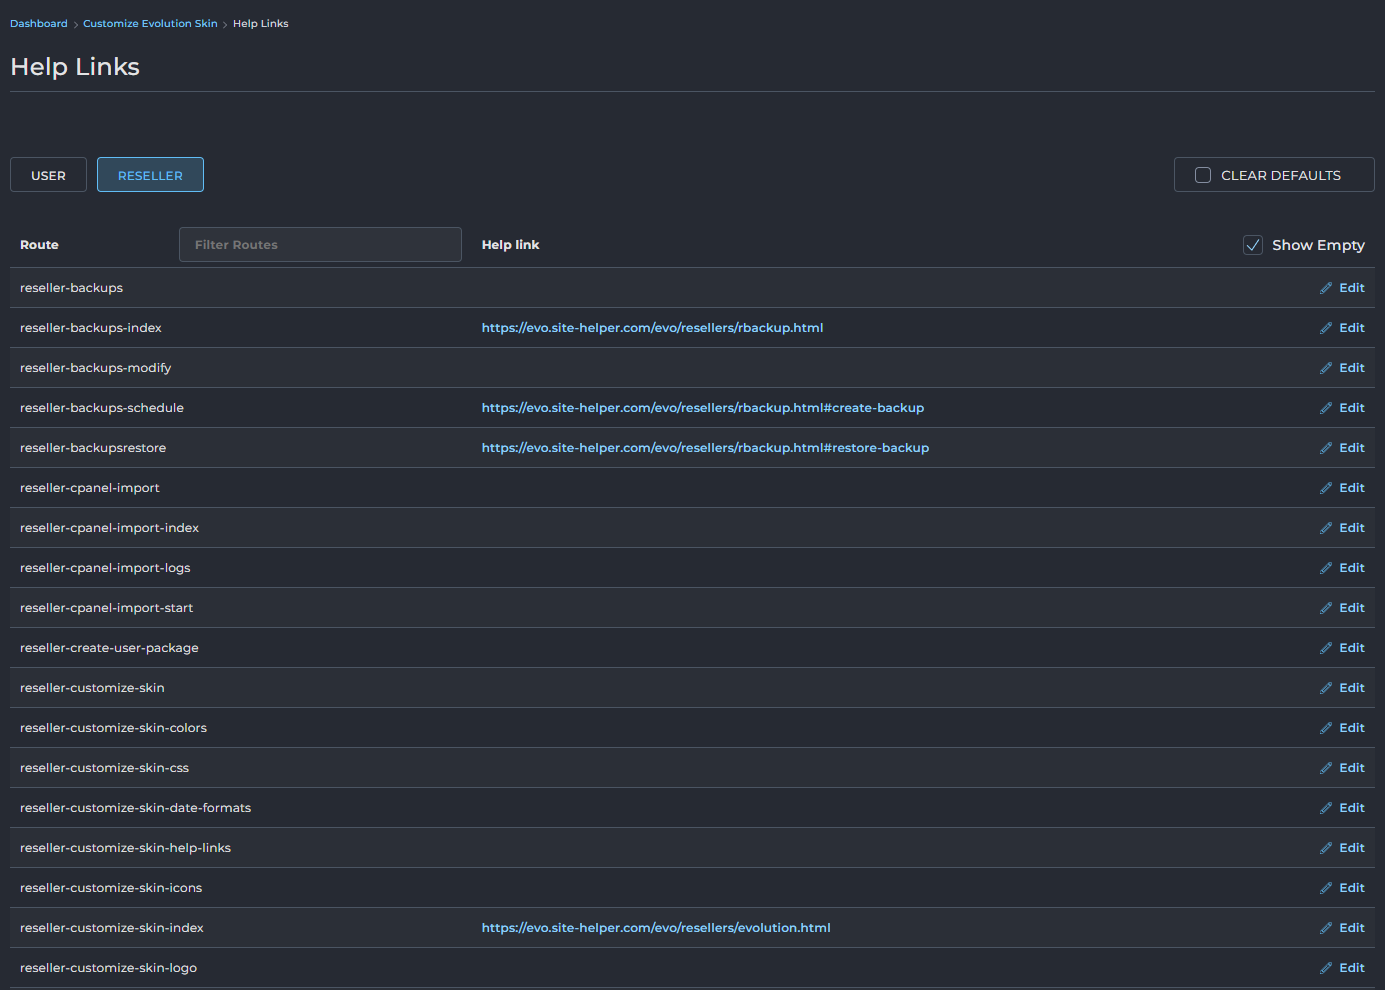 Dashboard > Customize Evolution Skin > Help Links
Help Links
USER RESELLER CLEAR DEFAULTS
Route Filter Routes Help link Show Empty
reseller-backups Edit
reseller-backups-index https://evo.site-helper.com/evo/resellers/rbackup.html Edit
reseller-backups-modify Edit
reseller-backups-schedule https://evo.site-helper.com/evo/resellers/rbackup.html#create-backup Edit
reseller-backupsrestore https://evo.site-helper.com/evo/resellers/rbackup.html#restore-backup Edit
reseller-cpanel-import Edit
reseller-cpanel-import-index Edit
reseller-cpanel-import-logs Edit
reseller-cpanel-import-start Edit
reseller-create-user-package Edit
reseller-customize-skin Edit
reseller-customize-skin-colors Edit
reseller-customize-skin-css Edit
reseller-customize-skin-date-formats Edit
reseller-customize-skin-help-links Edit
reseller-customize-skin-icons Edit
reseller-customize-skin-index https://evo.site-helper.com/evo/resellers/evolution.html Edit
reseller-customize-skin-logo Edit